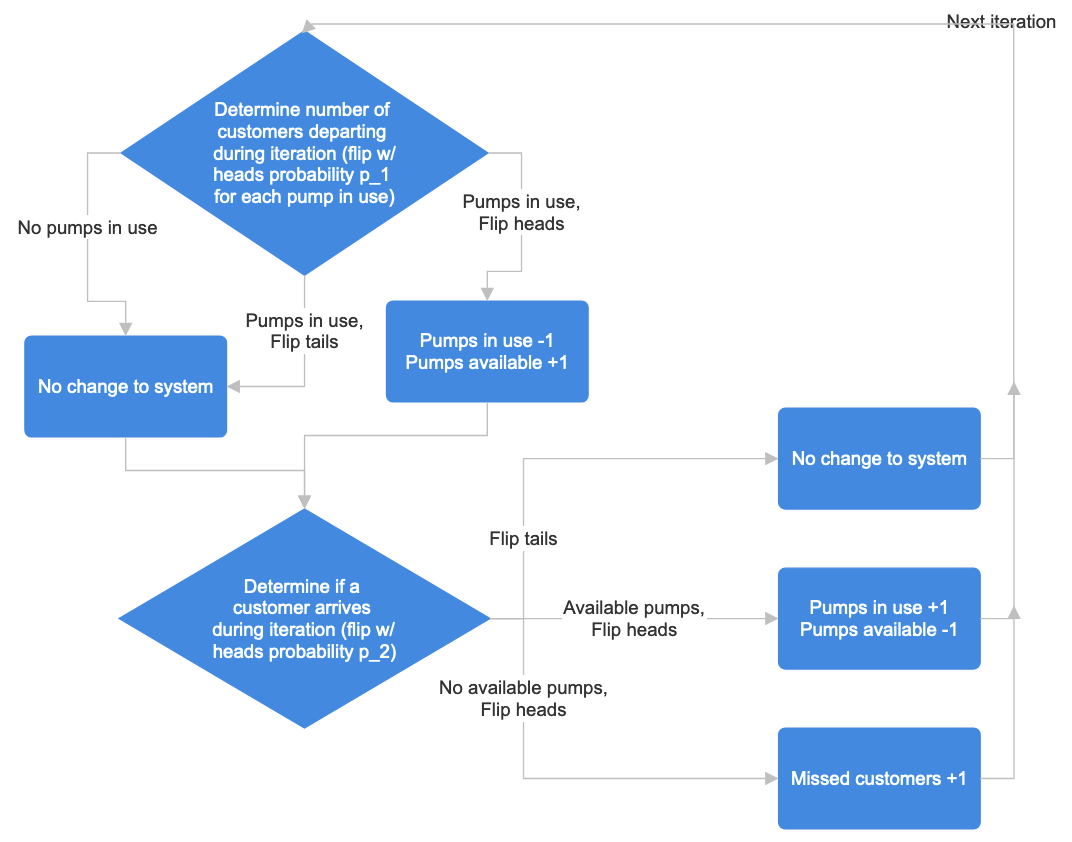 Next iteration
Determine number of
customers departing
during iteration (flip w/
heads probability p_1
for each pump in use)
No pumps in use
Pumps in use,
Flip heads
Pumps in use,
Flip tails
Pumps in use -1
Pumps available +1
No change to system
No change to system
Flip tails
Determine if a
customer arrives
during iteration (flip w/
heads probability p_2)
Available pumps,
Flip heads
Pumps in use +1
Pumps available -1
No available pumps,
Flip heads
Missed customers +1